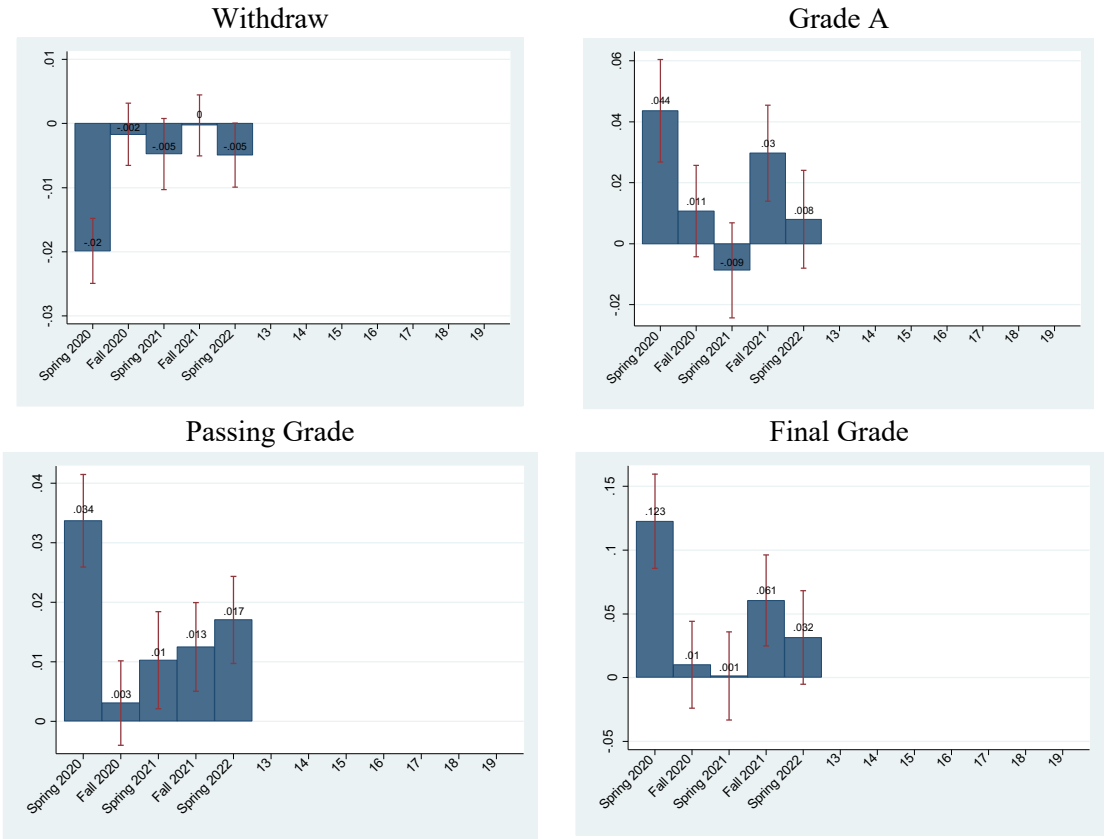 Withdraw
.01
0
-.01
-.02
-.03
-.02
-.002
-.005
0
-.005
Spring 2020
Fall 2020
Spring 2021
Fall 2021
Spring 2022
13
14
15
16
17
18
19
Grade A
.06
.04
.02
0
-.02
.044
.011
-.009
.03
.008
Spring 2020
Fall 2020
Spring 2021
Fall 2021
Spring 2022
13
14
15
16
17
18
19
Passing Grade
.04
.03
.02
.01
0
.034
.003
.01
.013
.017
Spring 2020
Fall 2020
Spring 2021
Fall 2021
Spring 2022
13
14
15
16
17
18
19
Final Grade
.15
.1
.05
0
-.05
.123
.01
.001
.061
.032
Spring 2020
Fall 2020
Spring 2021
Fall 2021
Spring 2022
13
14
15
16
17
18
19